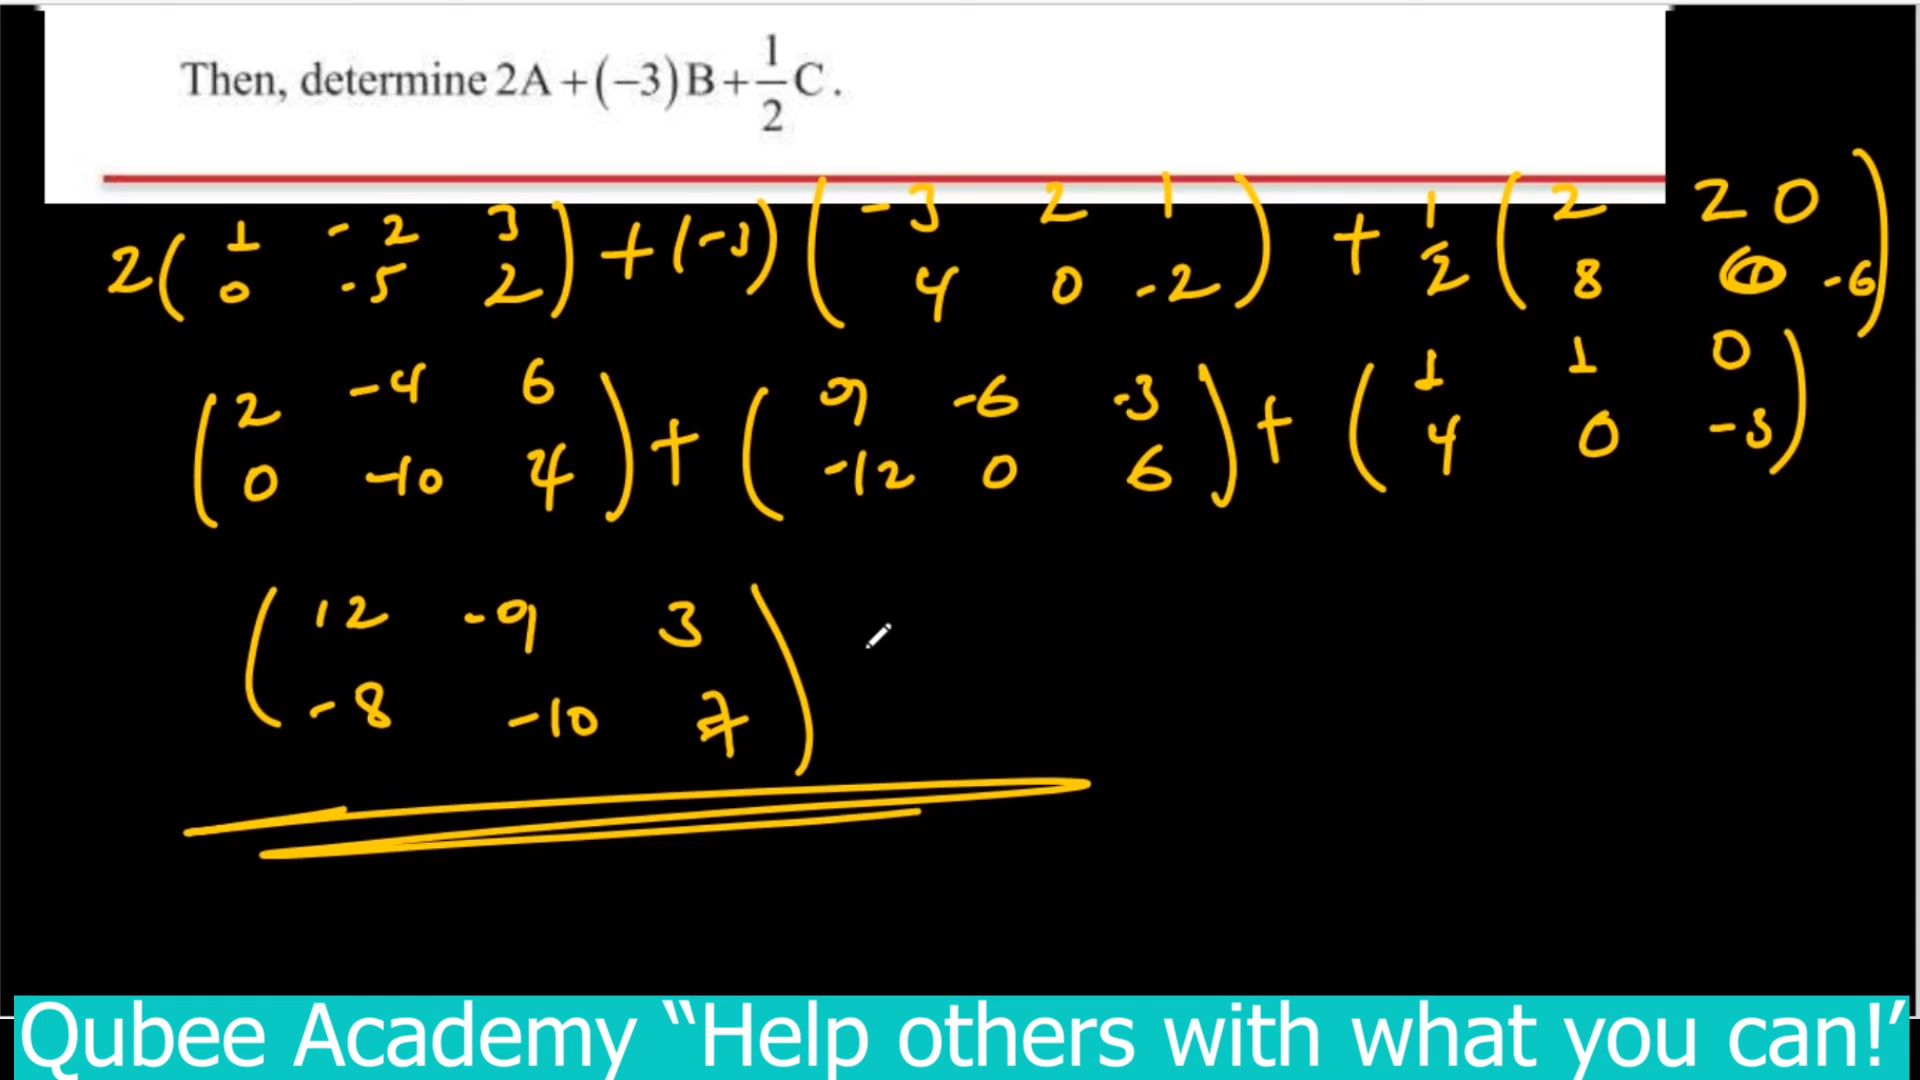 Then, determine 2A + (−3) B + 1/2 C .
2 ( 1 -2 3 ) + (-3) ( -3 2 1 ) + 1/2 ( 2 2 0 )
0 -5 2 4 0 -2 8 0 -6
( 2 -4 6 ) + ( 9 -6 -3 ) + ( 1 1 0 )
0 -10 4 -12 0 6 4 0 -3
( 12 -9 3 )
-8 -10 7
Qubee Academy “Help others with what you can!’